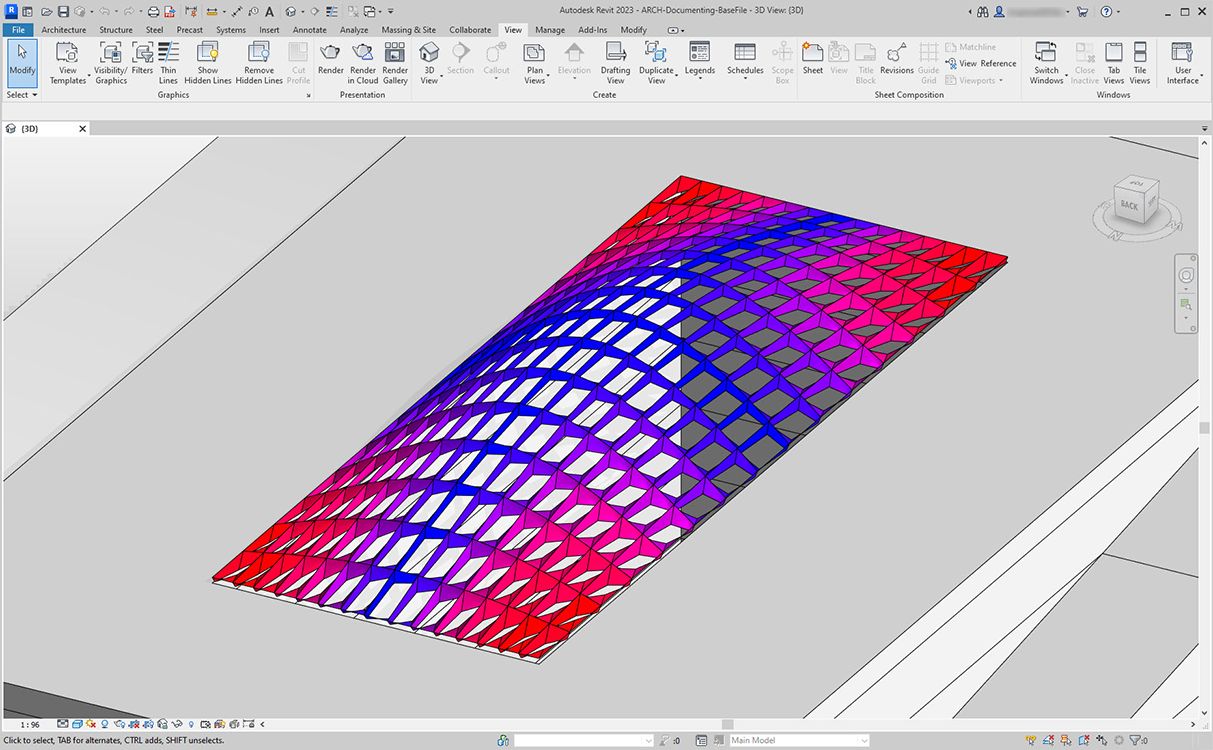 R
Autodesk Revit 2023 - ARCH-Documenting-BaseFile - 3D View: {3D}
File Architecture Structure Steel Precast Systems Insert Annotate Analyze Massing & Site Collaborate View Manage Add-Ins Modify
Modify
View Templates
Visibility/ Graphics
Filters
Thin Lines
Show Hidden Lines
Remove Hidden Lines
Cut Profile
Render
Render in Cloud
Render Gallery
3D View
Section
Callout
Plan Views
Elevation
Drafting View
Duplicate View
Legends
Schedules
Scope Box
Sheet
View
Title Block
Revisions
Guide Grid
Matchline
View Reference
Viewports
Switch Windows
Close Inactive
Tab Views
Tile Views
User Interface
Select
Graphics
Presentation
Create
Sheet Composition
Windows
{3D}
BACK
N
1 : 96
Click to select, TAB for alternates, CTRL adds, SHIFT unselects.
:0
Main Model
:0